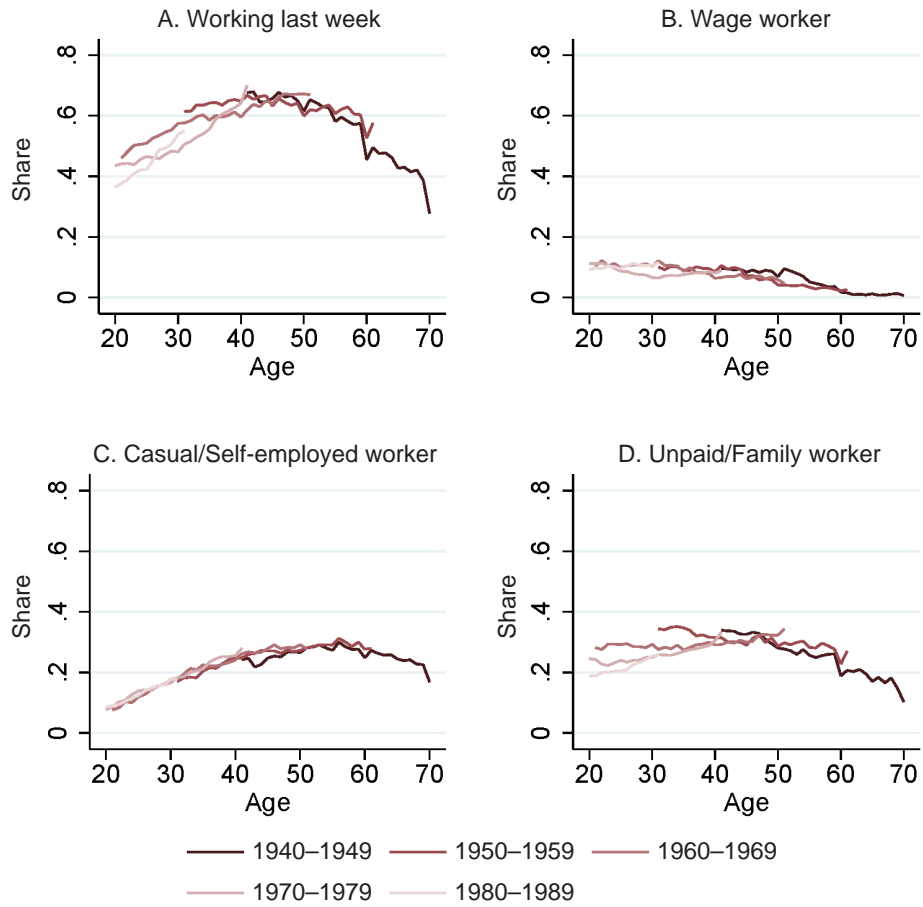 A. Working last week
.8
.6
.4
.2
0
Share
20 30 40 50 60 70
Age
B. Wage worker
.8
.6
.4
.2
0
Share
20 30 40 50 60 70
Age
C. Casual/Self-employed worker
.8
.6
.4
.2
0
Share
20 30 40 50 60 70
Age
D. Unpaid/Family worker
.8
.6
.4
.2
0
Share
20 30 40 50 60 70
Age
1940–1949 1950–1959 1960–1969
1970–1979 1980–1989